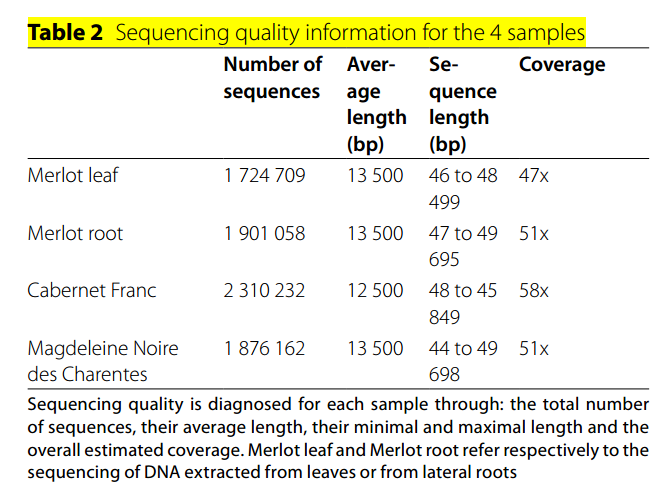 Table 2 Sequencing quality information for the 4 samples
Number of sequences Aver-age length (bp) Se-quence length (bp) Coverage
Merlot leaf 1 724 709 13 500 46 to 48 499 47x
Merlot root 1 901 058 13 500 47 to 49 695 51x
Cabernet Franc 2 310 232 12 500 48 to 45 849 58x
Magdeleine Noire des Charentes 1 876 162 13 500 44 to 49 698 51x
Sequencing quality is diagnosed for each sample through: the total number
of sequences, their average length, their minimal and maximal length and the
overall estimated coverage. Merlot leaf and Merlot root refer respectively to the
sequencing of DNA extracted from leaves or from lateral roots